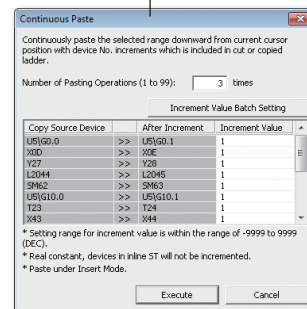 Continuous Paste
Continuously paste the selected range downward from current cursor
position with device No. increments which is included in cut or copied
ladder.
Number of Pasting Operations (1 to 99): 3 times
Increment Value Batch Setting
Copy Source Device After Increment Increment Value
U5\G0.0 >> U5\G0.1 1
X0D >> X0E 1
Y27 >> Y28 1
L2044 >> L2045 1
SM62 >> SM63 1
U5\G10.0 >> U5\G10.1 1
T23 >> T24 1
X43 >> X44 1
* Setting range for increment value is within the range of -9999 to 9999
(DEC).
* Real constant, devices in inline ST will not be incremented.
* Paste under Insert Mode.
Execute Cancel